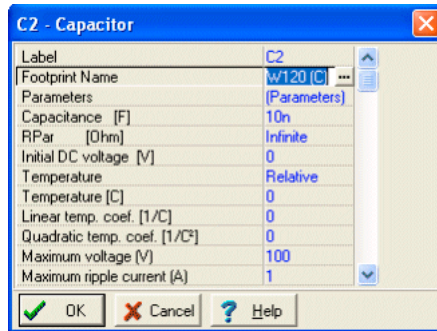 C2 - Capacitor
Label C2
Footprint Name W120 (C) ...
Parameters (Parameters)
Capacitance [F] 10n
RPar [Ohm] Infinite
Initial DC voltage [V] 0
Temperature Relative
Temperature [C] 0
Linear temp. coef. [1/C] 0
Quadratic temp. coef. [1/C²] 0
Maximum voltage (V) 100
Maximum ripple current (A) 1
OK Cancel ? Help